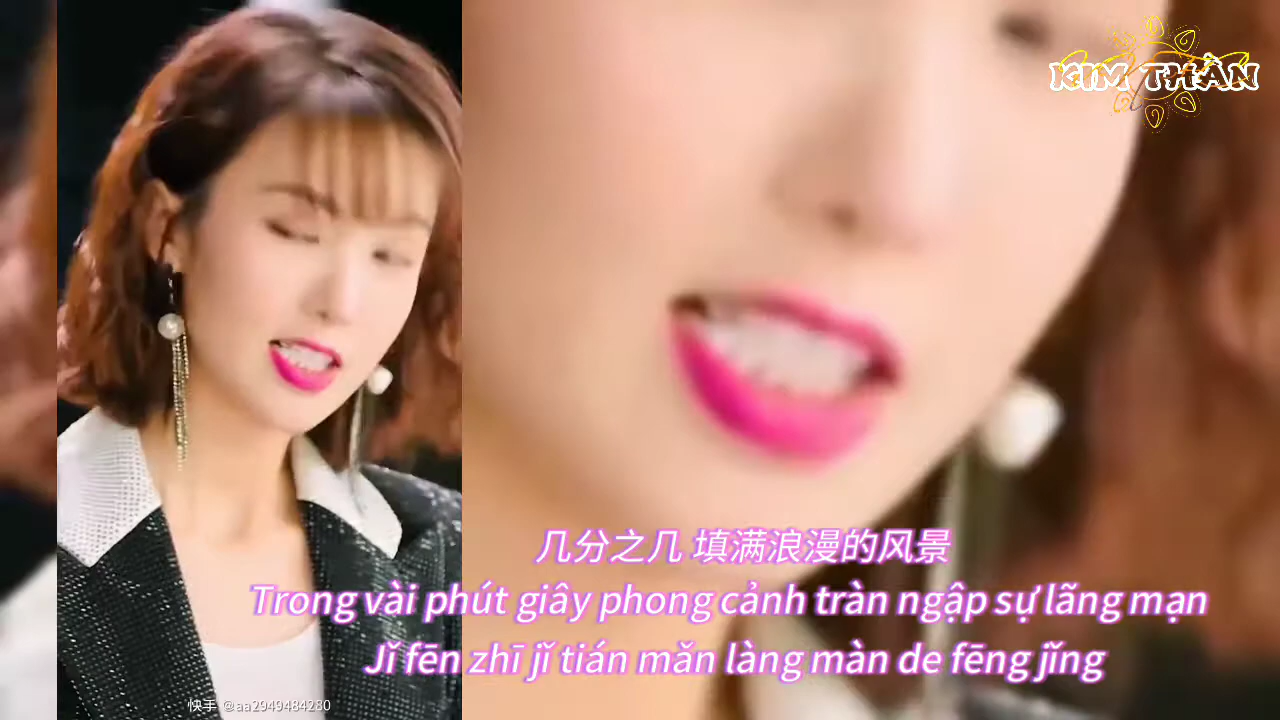 KIM THÀN
几分之几 填满浪漫的风景
Trong vài phút giây phong cảnh tràn ngập sự lãng mạn
Jǐ fēn zhī jǐ tián mǎn làng màn de fēng jǐng
快手 @aa2949484280